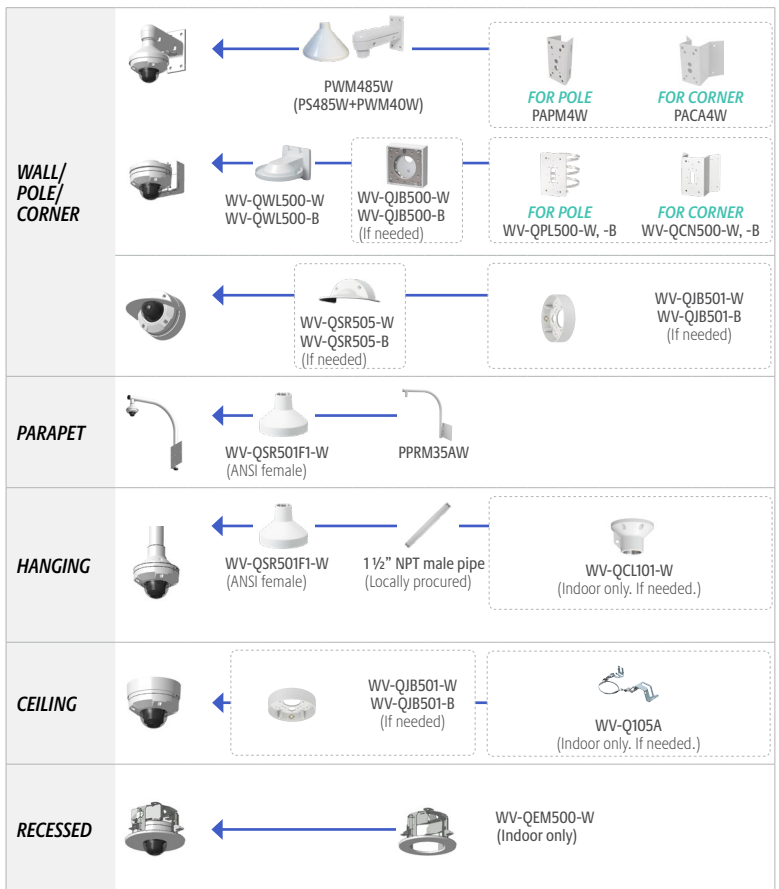 WALL/
POLE/
CORNER
PWM485W
(PS485W+PWM40W)
FOR POLE
PAPM4W
FOR CORNER
PACA4W
WV-QWL500-W
WV-QWL500-B
WV-QJB500-W
WV-QJB500-B
(If needed)
FOR POLE
WV-QPL500-W, -B
FOR CORNER
WV-QCN500-W, -B
WV-QSR505-W
WV-QSR505-B
(If needed)
WV-QJB501-W
WV-QJB501-B
(If needed)
PARAPET
WV-QSR501F1-W
(ANSI female)
PPRM35AW
HANGING
WV-QSR501F1-W
(ANSI female)
1 ½” NPT male pipe
(Locally procured)
WV-QCL101-W
(Indoor only. If needed.)
CEILING
WV-QJB501-W
WV-QJB501-B
(If needed)
WV-Q105A
(Indoor only. If needed.)
RECESSED
WV-QEM500-W
(Indoor only)